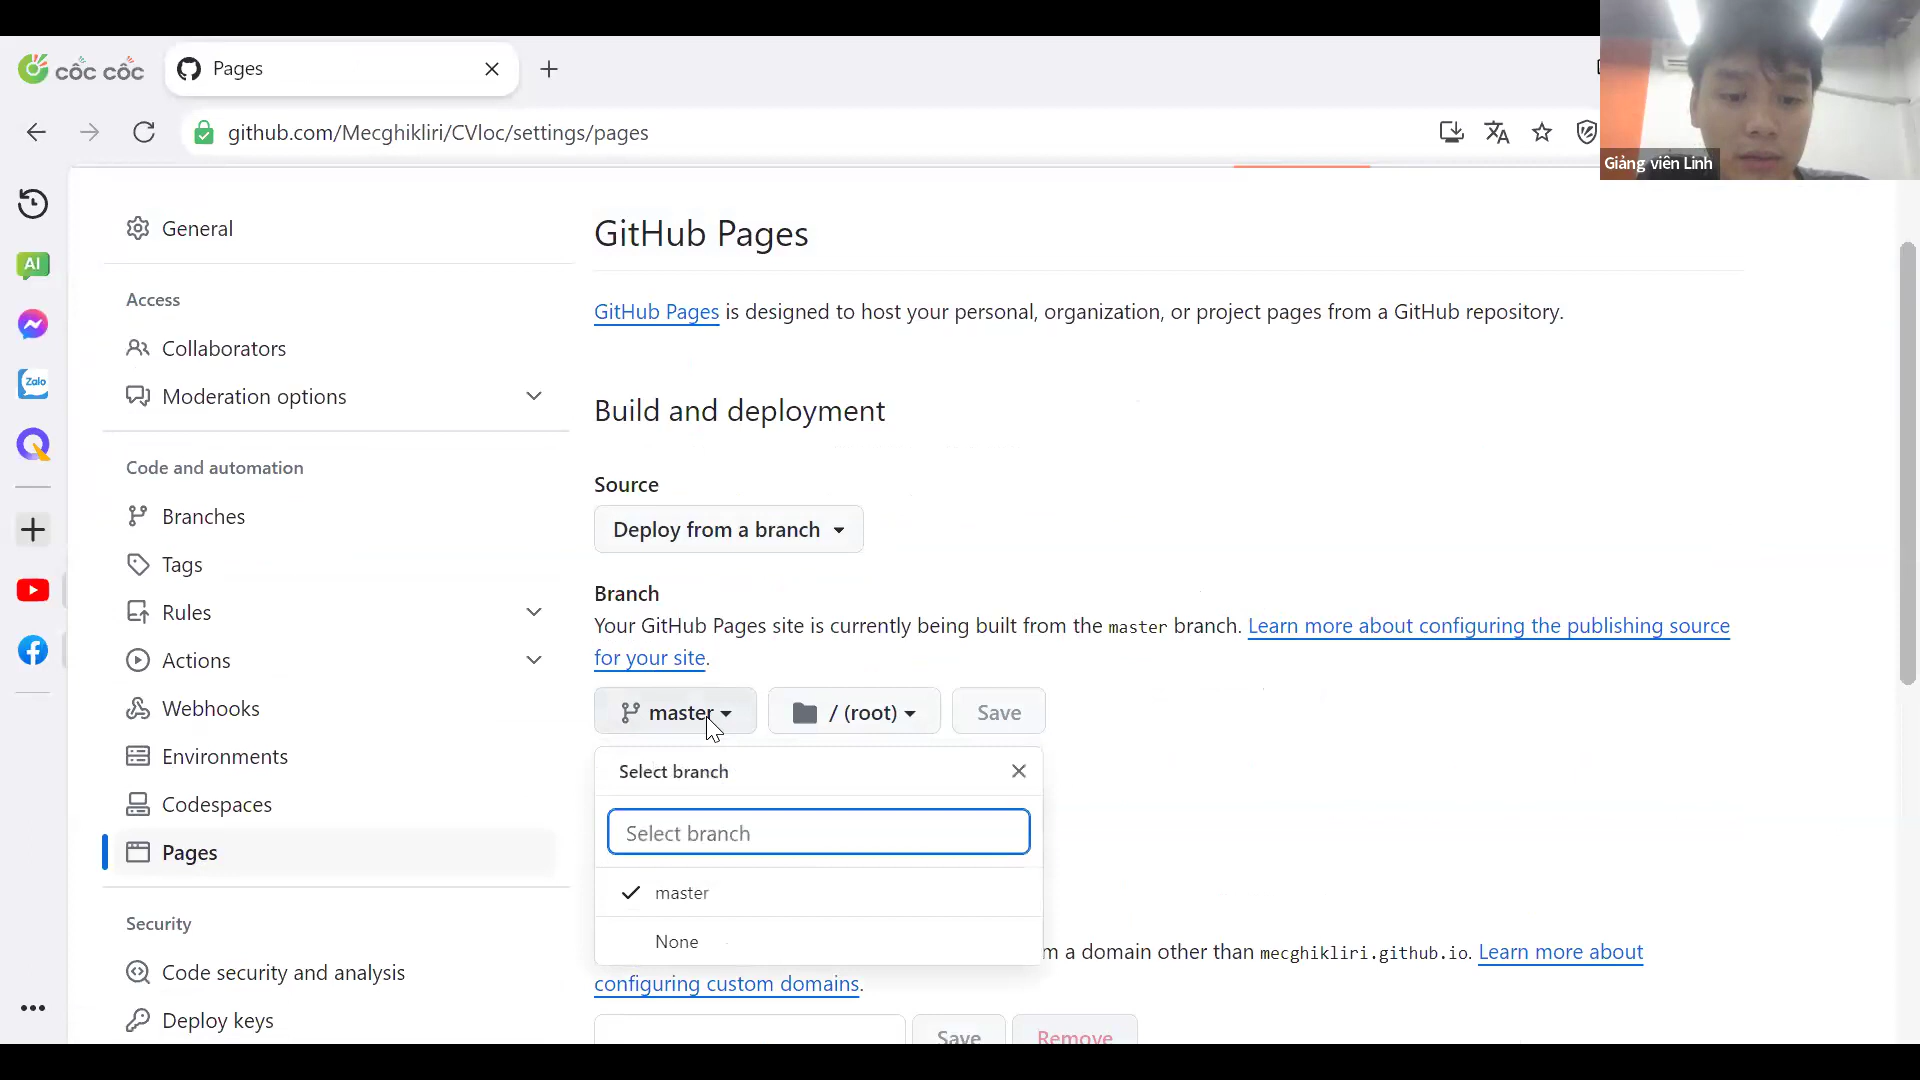 cốc cốc
Pages
github.com/Mecghikliri/CVloc/settings/pages
Giảng viên Linh
AI
Zalo
General
Access
Collaborators
Moderation options
Code and automation
Branches
Tags
Rules
Actions
Webhooks
Environments
Codespaces
Pages
Security
Code security and analysis
Deploy keys
GitHub Pages
GitHub Pages is designed to host your personal, organization, or project pages from a GitHub repository.
Build and deployment
Source
Deploy from a branch
Branch
Your GitHub Pages site is currently being built from the master branch. Learn more about configuring the publishing source
for your site.
master
/ (root)
Save
Select branch
Select branch
master
None
m a domain other than mecghikliri.github.io. Learn more about
configuring custom domains.
Save
Remove